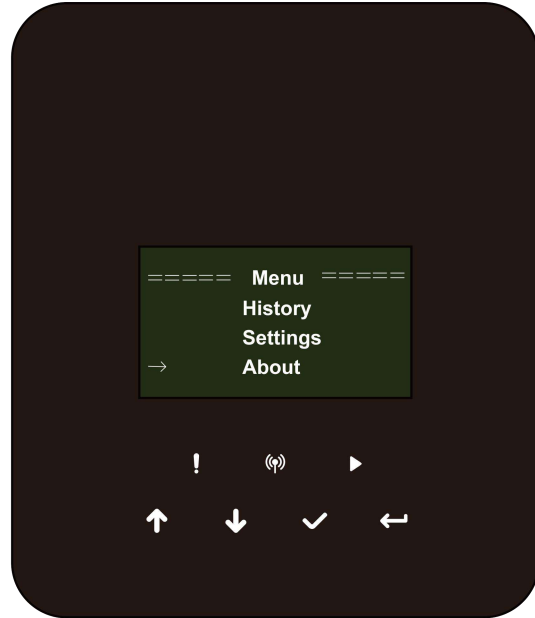 ===== Menu =====
History
Settings
→ About
!